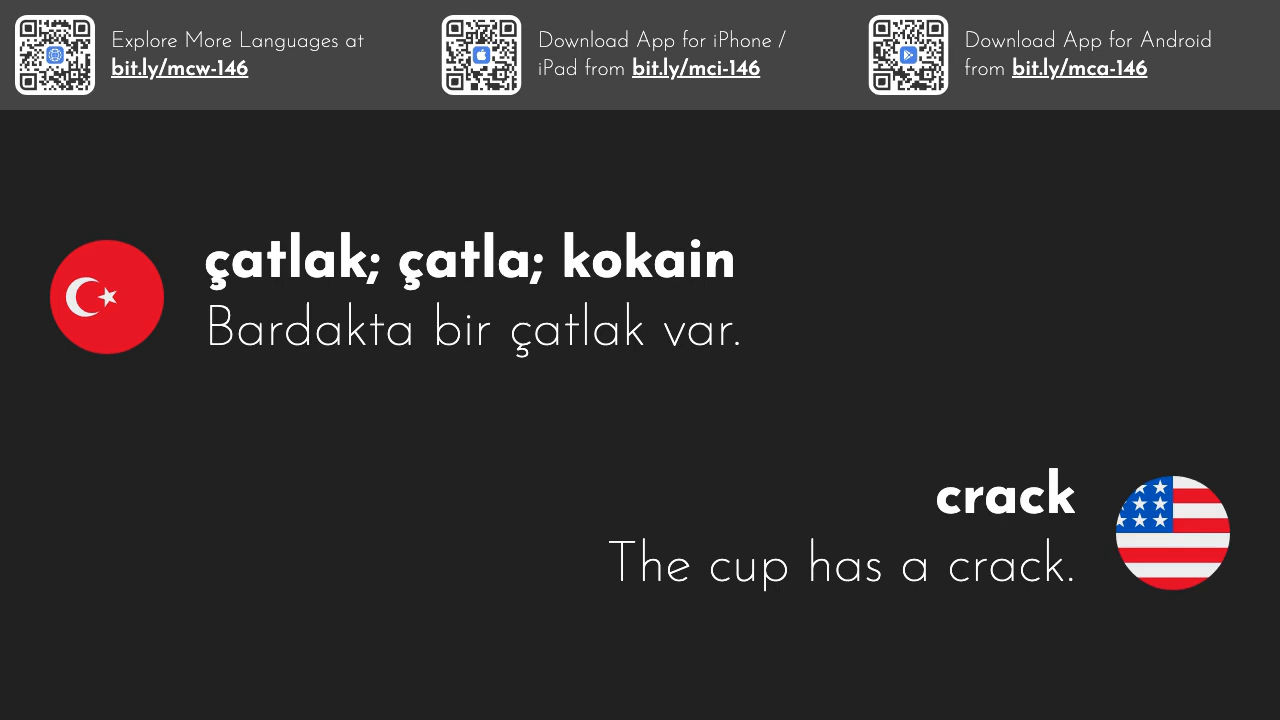 Explore More Languages at
bit.ly/mcw-146
Download App for iPhone /
iPad from bit.ly/mci-146
Download App for Android
from bit.ly/mca-146
çatlak; çatla; kokain
Bardakta bir çatlak var.
crack
The cup has a crack.